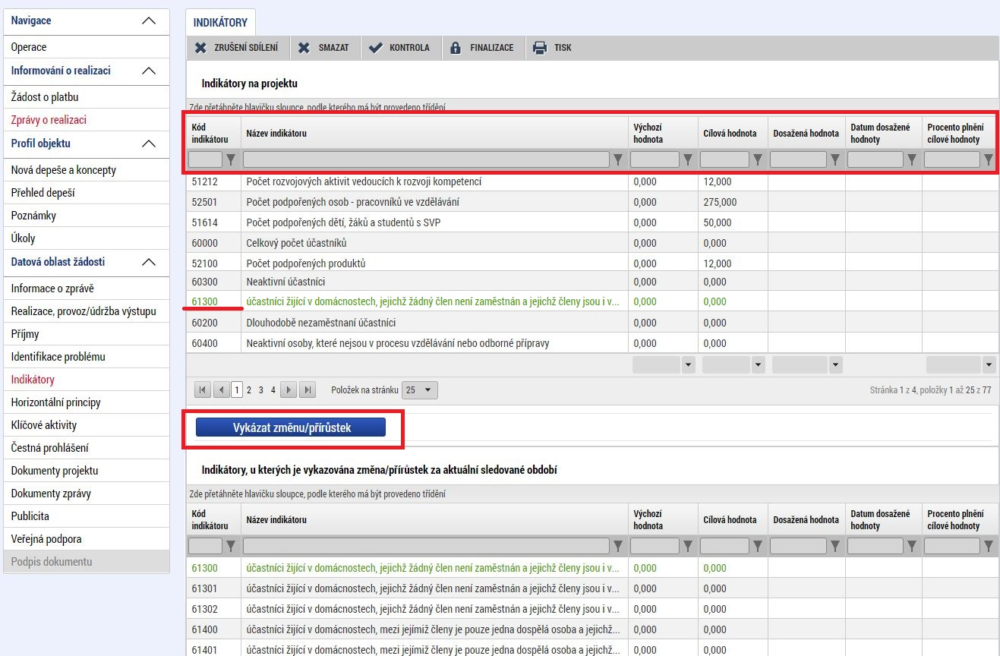 Navigace
Operace
Informování o realizaci
Žádost o platbu
Zprávy o realizaci
Profil objektu
Nová depeše a koncepty
Přehled depeší
Poznámky
Úkoly
Datová oblast žádosti
Informace o zprávě
Realizace, provoz/údržba výstupu
Příjmy
Identifikace problému
Indikátory
Horizontální principy
Klíčové aktivity
Čestná prohlášení
Dokumenty projektu
Dokumenty zprávy
Publicita
Veřejná podpora
Podpis dokumentu
INDIKÁTORY
ZRUŠENÍ SDÍLENÍ SMAZAT KONTROLA FINALIZACE TISK
Indikátory na projektu
Zde přetáhněte hlavičku sloupce, podle kterého má být provedeno třídění
Kód indikátoru Název indikátoru Výchozí hodnota Cílová hodnota Dosažená hodnota Datum dosažené hodnoty Procento plnění cílové hodnoty
51212 Počet rozvojových aktivit vedoucích k rozvoji kompetencí 0,000 12,000
52501 Počet podpořených osob - pracovníků ve vzdělávání 0,000 275,000
51614 Počet podpořených dětí, žáků a studentů s SVP 0,000 50,000
60000 Celkový počet účastníků 0,000 0,000
52100 Počet podpořených produktů 0,000 12,000
60300 Neaktivní účastníci 0,000 0,000
61300 účastníci žijící v domácnostech, jejichž žádný člen není zaměstnán a jejichž členy jsou i v... 0,000 0,000
60200 Dlouhodobě nezaměstnaní účastníci 0,000 0,000
60400 Neaktivní osoby, které nejsou v procesu vzdělávání nebo odborné přípravy 0,000 0,000
1 2 3 4 Položek na stránku 25 Stránka 1 z 4, položky 1 až 25 z 77
Vykázat změnu/přírůstek
Indikátory, u kterých je vykazována změna/přírůstek za aktuální sledované období
Zde přetáhněte hlavičku sloupce, podle kterého má být provedeno třídění
Kód indikátoru Název indikátoru Výchozí hodnota Cílová hodnota Dosažená hodnota Datum dosažené hodnoty Procento plnění cílové hodnoty
61300 účastníci žijící v domácnostech, jejichž žádný člen není zaměstnán a jejichž členy jsou i v... 0,000 0,000
61301 účastníci žijící v domácnostech, jejichž žádný člen není zaměstnán a jejichž členy jsou i v... 0,000 0,000
61302 účastníci žijící v domácnostech, jejichž žádný člen není zaměstnán a jejichž členy jsou i v... 0,000 0,000
61400 účastníci žijící v domácnostech, mezi jejímiž členy je pouze jedna dospělá osoba a jejichž... 0,000 0,000
61401 účastníci žijící v domácnostech, mezi jejímiž členy je pouze jedna dospělá osoba a jejichž... 0,000 0,000